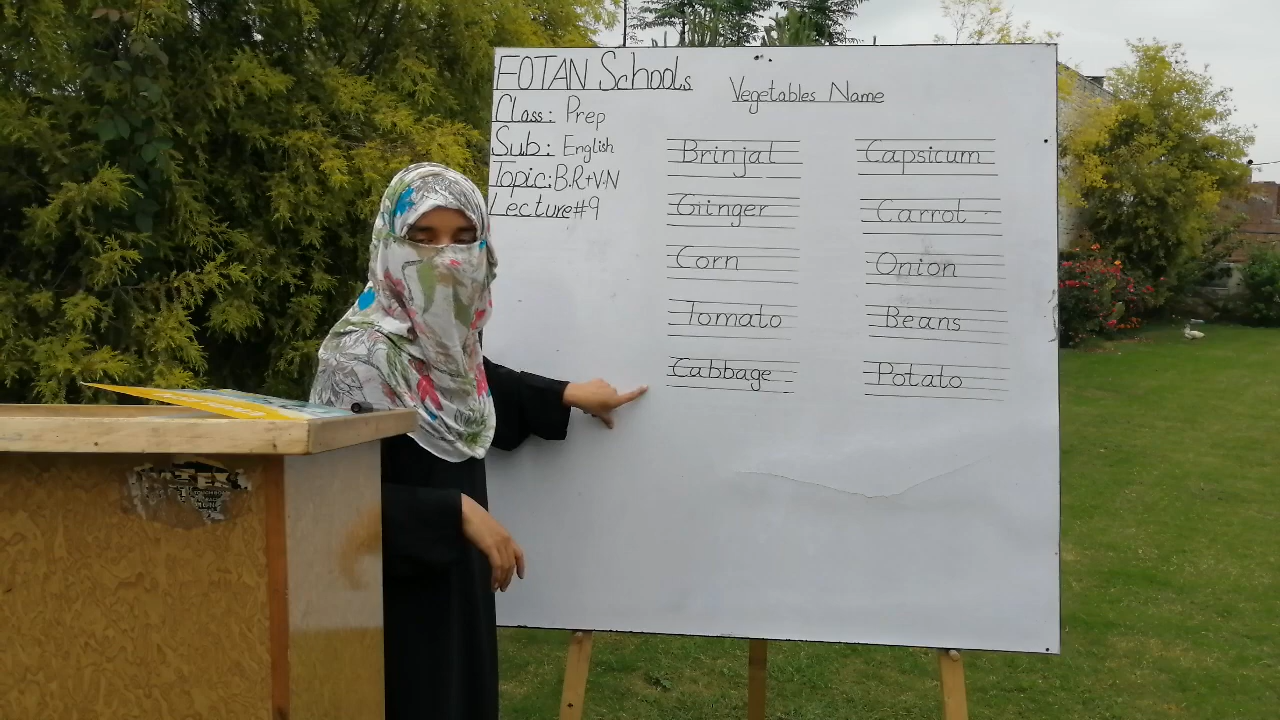 FOTAN Schools
Class: Prep
Sub: English
Topic: B.R+V.N
Lecture#9
Vegetables Name
Brinjal
Ginger
Corn
Tomato
Cabbage
Capsicum
Carrot
Onion
Beans
Potato